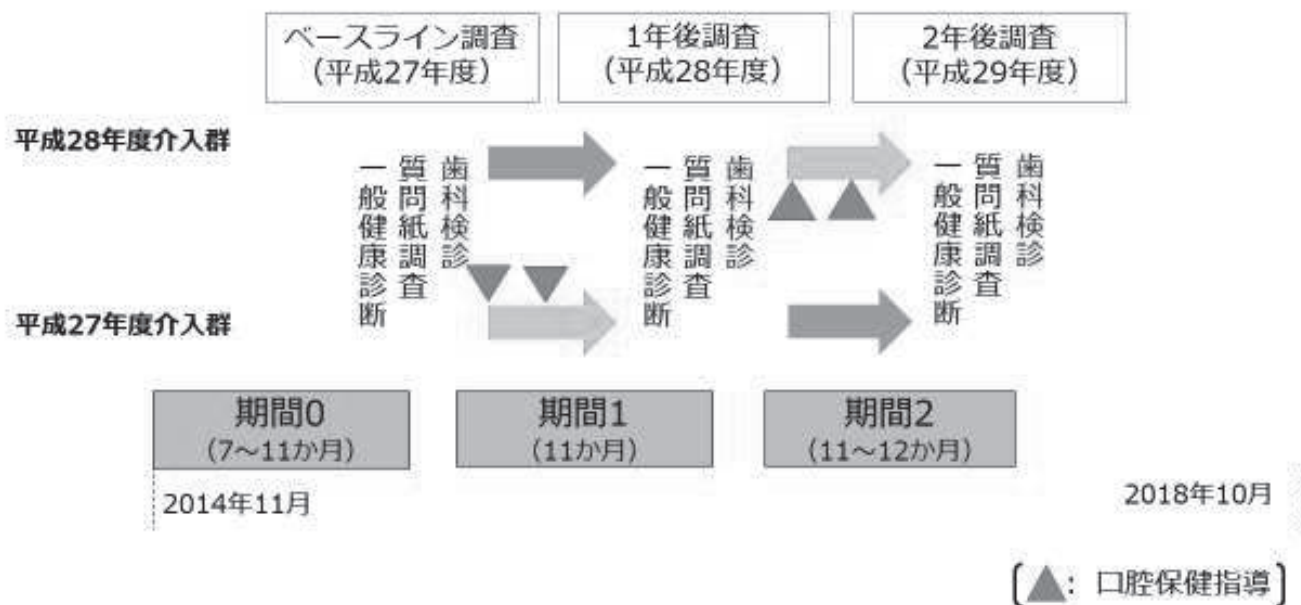 ベースライン調査
（平成27年度）
1年後調査
（平成28年度）
2年後調査
（平成29年度）
平成28年度介入群
歯科検診
質問紙調査
一般健康診断
歯科検診
質問紙調査
一般健康診断
歯科検診
質問紙調査
一般健康診断
平成27年度介入群
期間0
（7～11か月）
期間1
（11か月）
期間2
（11～12か月）
2014年11月
2018年10月
[▲: 口腔保健指導]